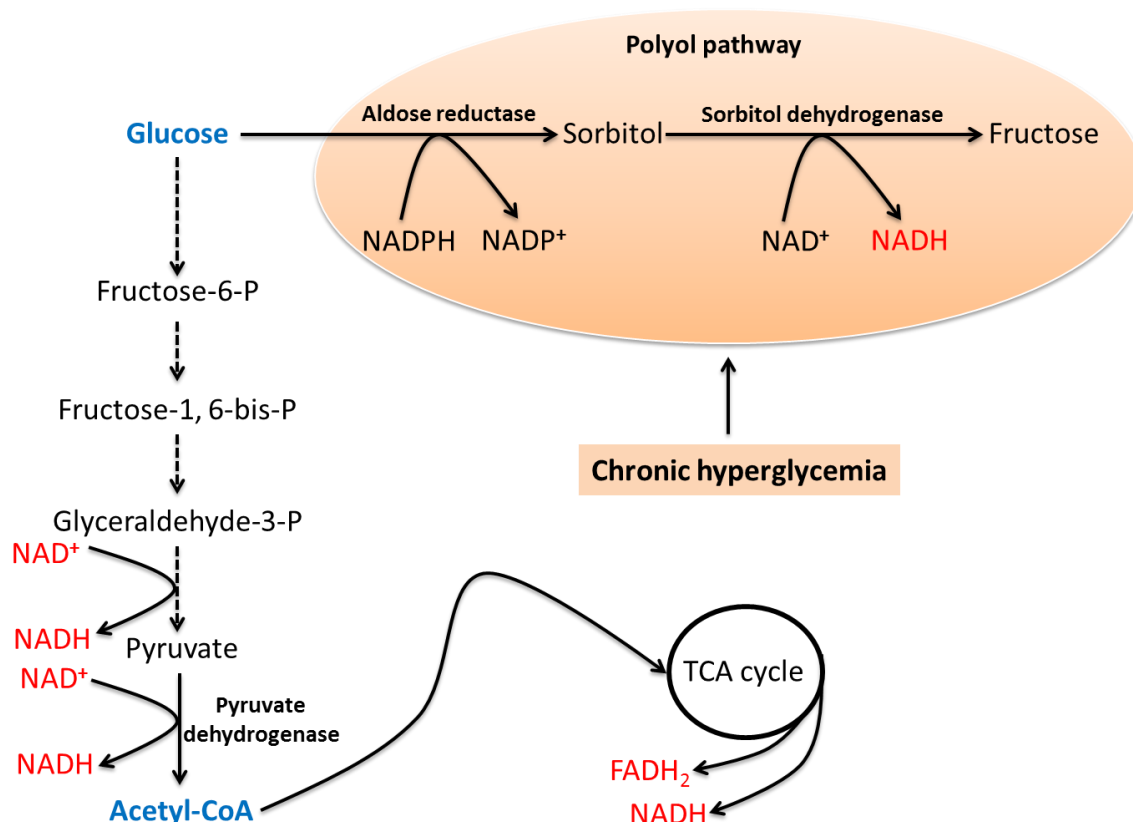 Polyol pathway
Aldose reductase
Sorbitol dehydrogenase
Glucose
Sorbitol
Fructose
NADPH
NADP+
NAD+
NADH
Fructose-6-P
Fructose-1, 6-bis-P
Chronic hyperglycemia
Glyceraldehyde-3-P
NAD+
NADH
Pyruvate
NAD+
Pyruvate
dehydrogenase
NADH
Acetyl-CoA
TCA cycle
FADH2
NADH